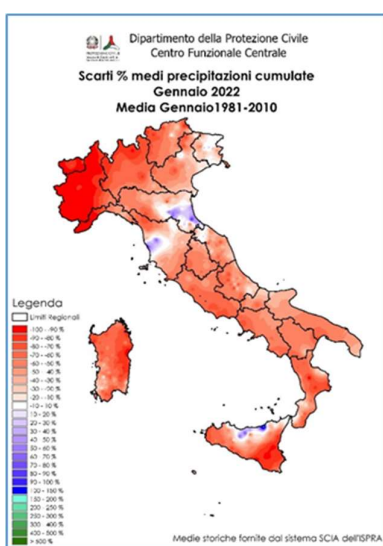 Dipartimento della Protezione Civile
Centro Funzionale Centrale
Scarti % medi precipitazioni cumulate
Gennaio 2022
Media Gennaio1981-2010
Legenda
Limiti Regionali
-100 - -90 %
-90 - -80 %
-80 - -70 %
-70 - -60 %
-60 - -50 %
-50 - -40 %
-40 - -30 %
-30 - -20 %
-20 - -10 %
-10 - 10 %
10 - 20 %
20 - 30 %
30 - 40 %
40 - 50 %
50 - 60 %
60 - 70 %
70 - 80 %
80 - 90 %
90 - 100 %
100 - 150 %
150 - 200 %
200 - 250 %
250 - 300 %
300 - 400 %
400 - 500 %
> 600 %
Medie storiche fornite dal sistema SCIA dell'ISPRA